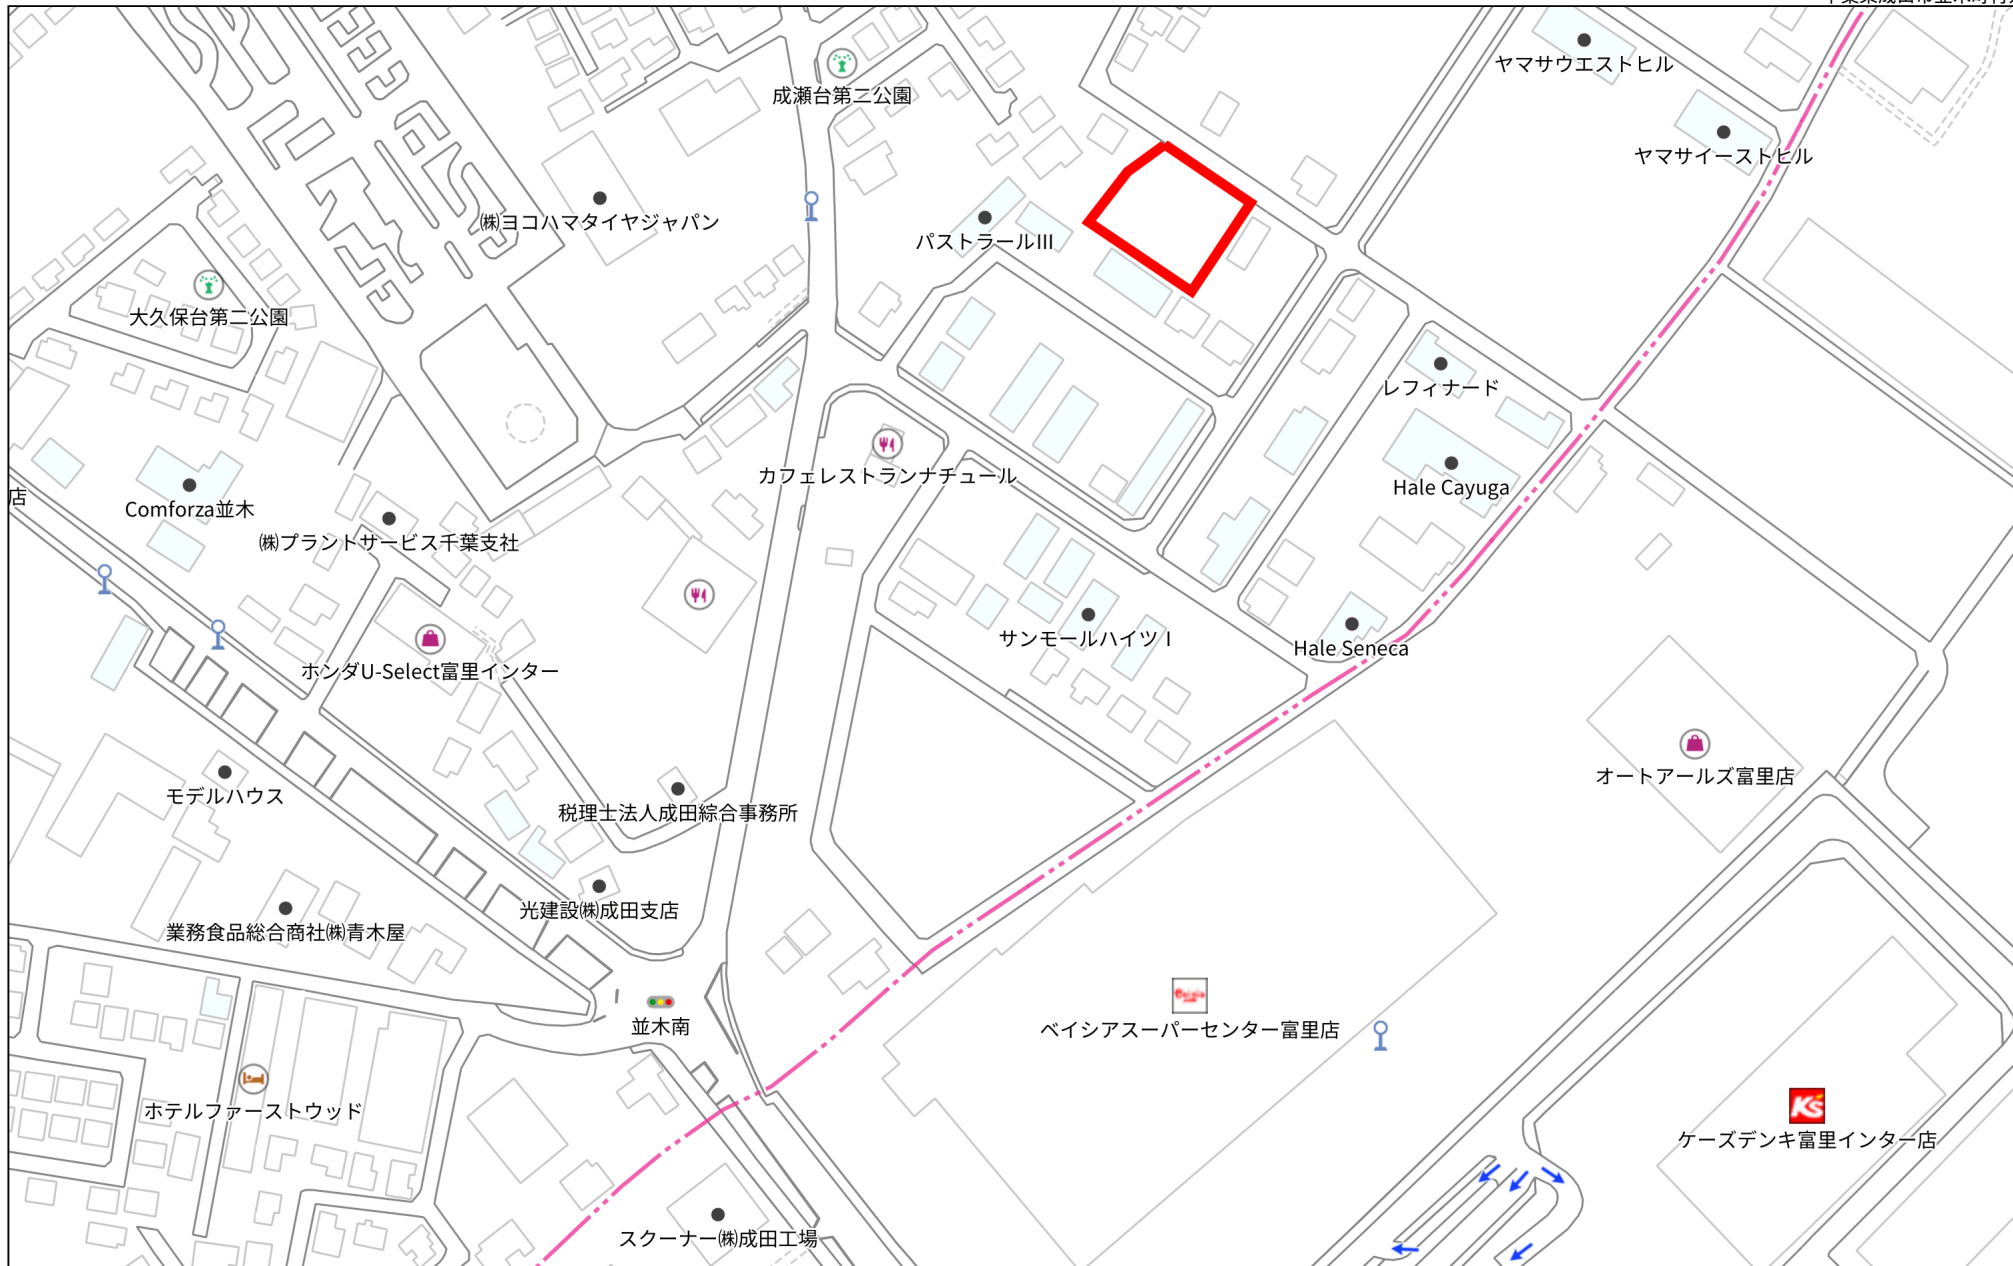 ヤマサウエストヒル
成瀬台第二公園
ヤマサイーストヒル
㈱ヨコハマタイヤジャパン
パストラールⅢ
大久保台第二公園
レフィナード
カフェレストランナチュール
Hale Cayuga
店
Comforza並木
㈱プラントサービス千葉支社
サンモールハイツⅠ
Hale Seneca
ホンダU-Select富里インター
オートアールズ富里店
モデルハウス
税理士法人成田綜合事務所
光建設㈱成田支店
業務食品総合商社㈱青木屋
並木南
ベイシアスーパーセンター富里店
ホテルファーストウッド
K's
ケーズデンキ富里インター店
スクーナー㈱成田工場